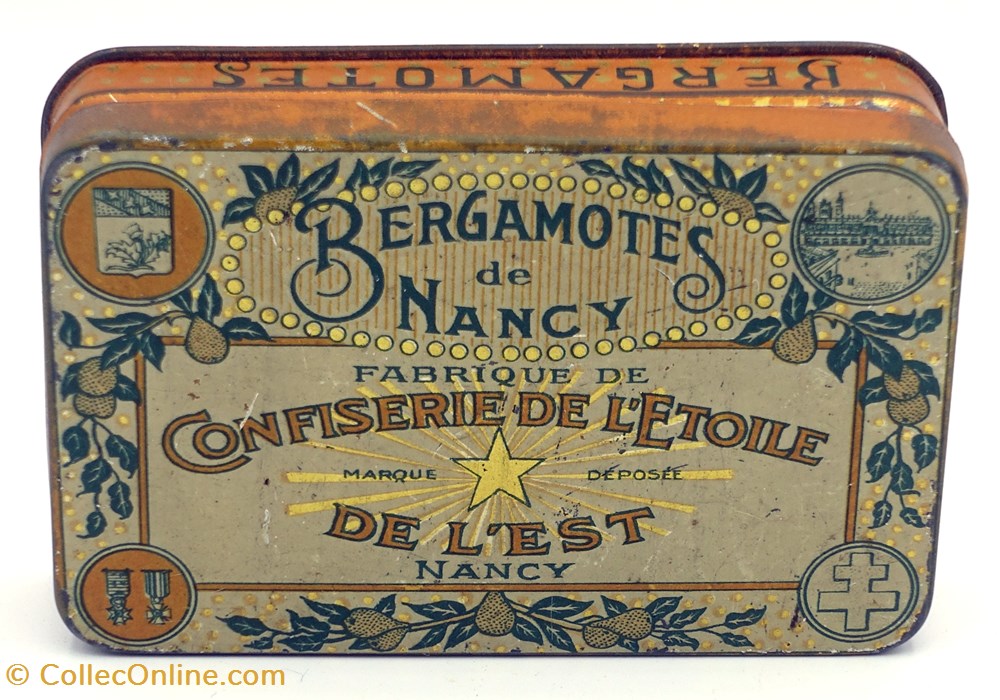 BERGAMOTES
BERGAMOTES
de
NANCY
FABRIQUE DE
CONFISERIE DE L'ETOILE
MARQUE DÉPOSÉE
DE L'EST
NANCY
© CollecOnline.com